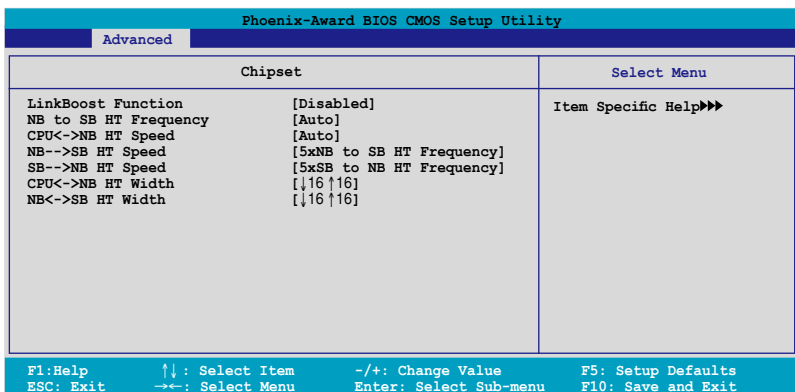 Phoenix-Award BIOS CMOS Setup Utility
Advanced
Chipset
Select Menu
LinkBoost Function [Disabled]
NB to SB HT Frequency [Auto]
CPU<->NB HT Speed [Auto]
NB-->SB HT Speed [5xNB to SB HT Frequency]
SB-->NB HT Speed [5xSB to NB HT Frequency]
CPU<->NB HT Width [↓16 ↑16]
NB<->SB HT Width [↓16 ↑16]
Item Specific Help▶▶▶
F1:Help ↑↓ : Select Item -/+: Change Value F5: Setup Defaults
ESC: Exit →←: Select Menu Enter: Select Sub-menu F10: Save and Exit